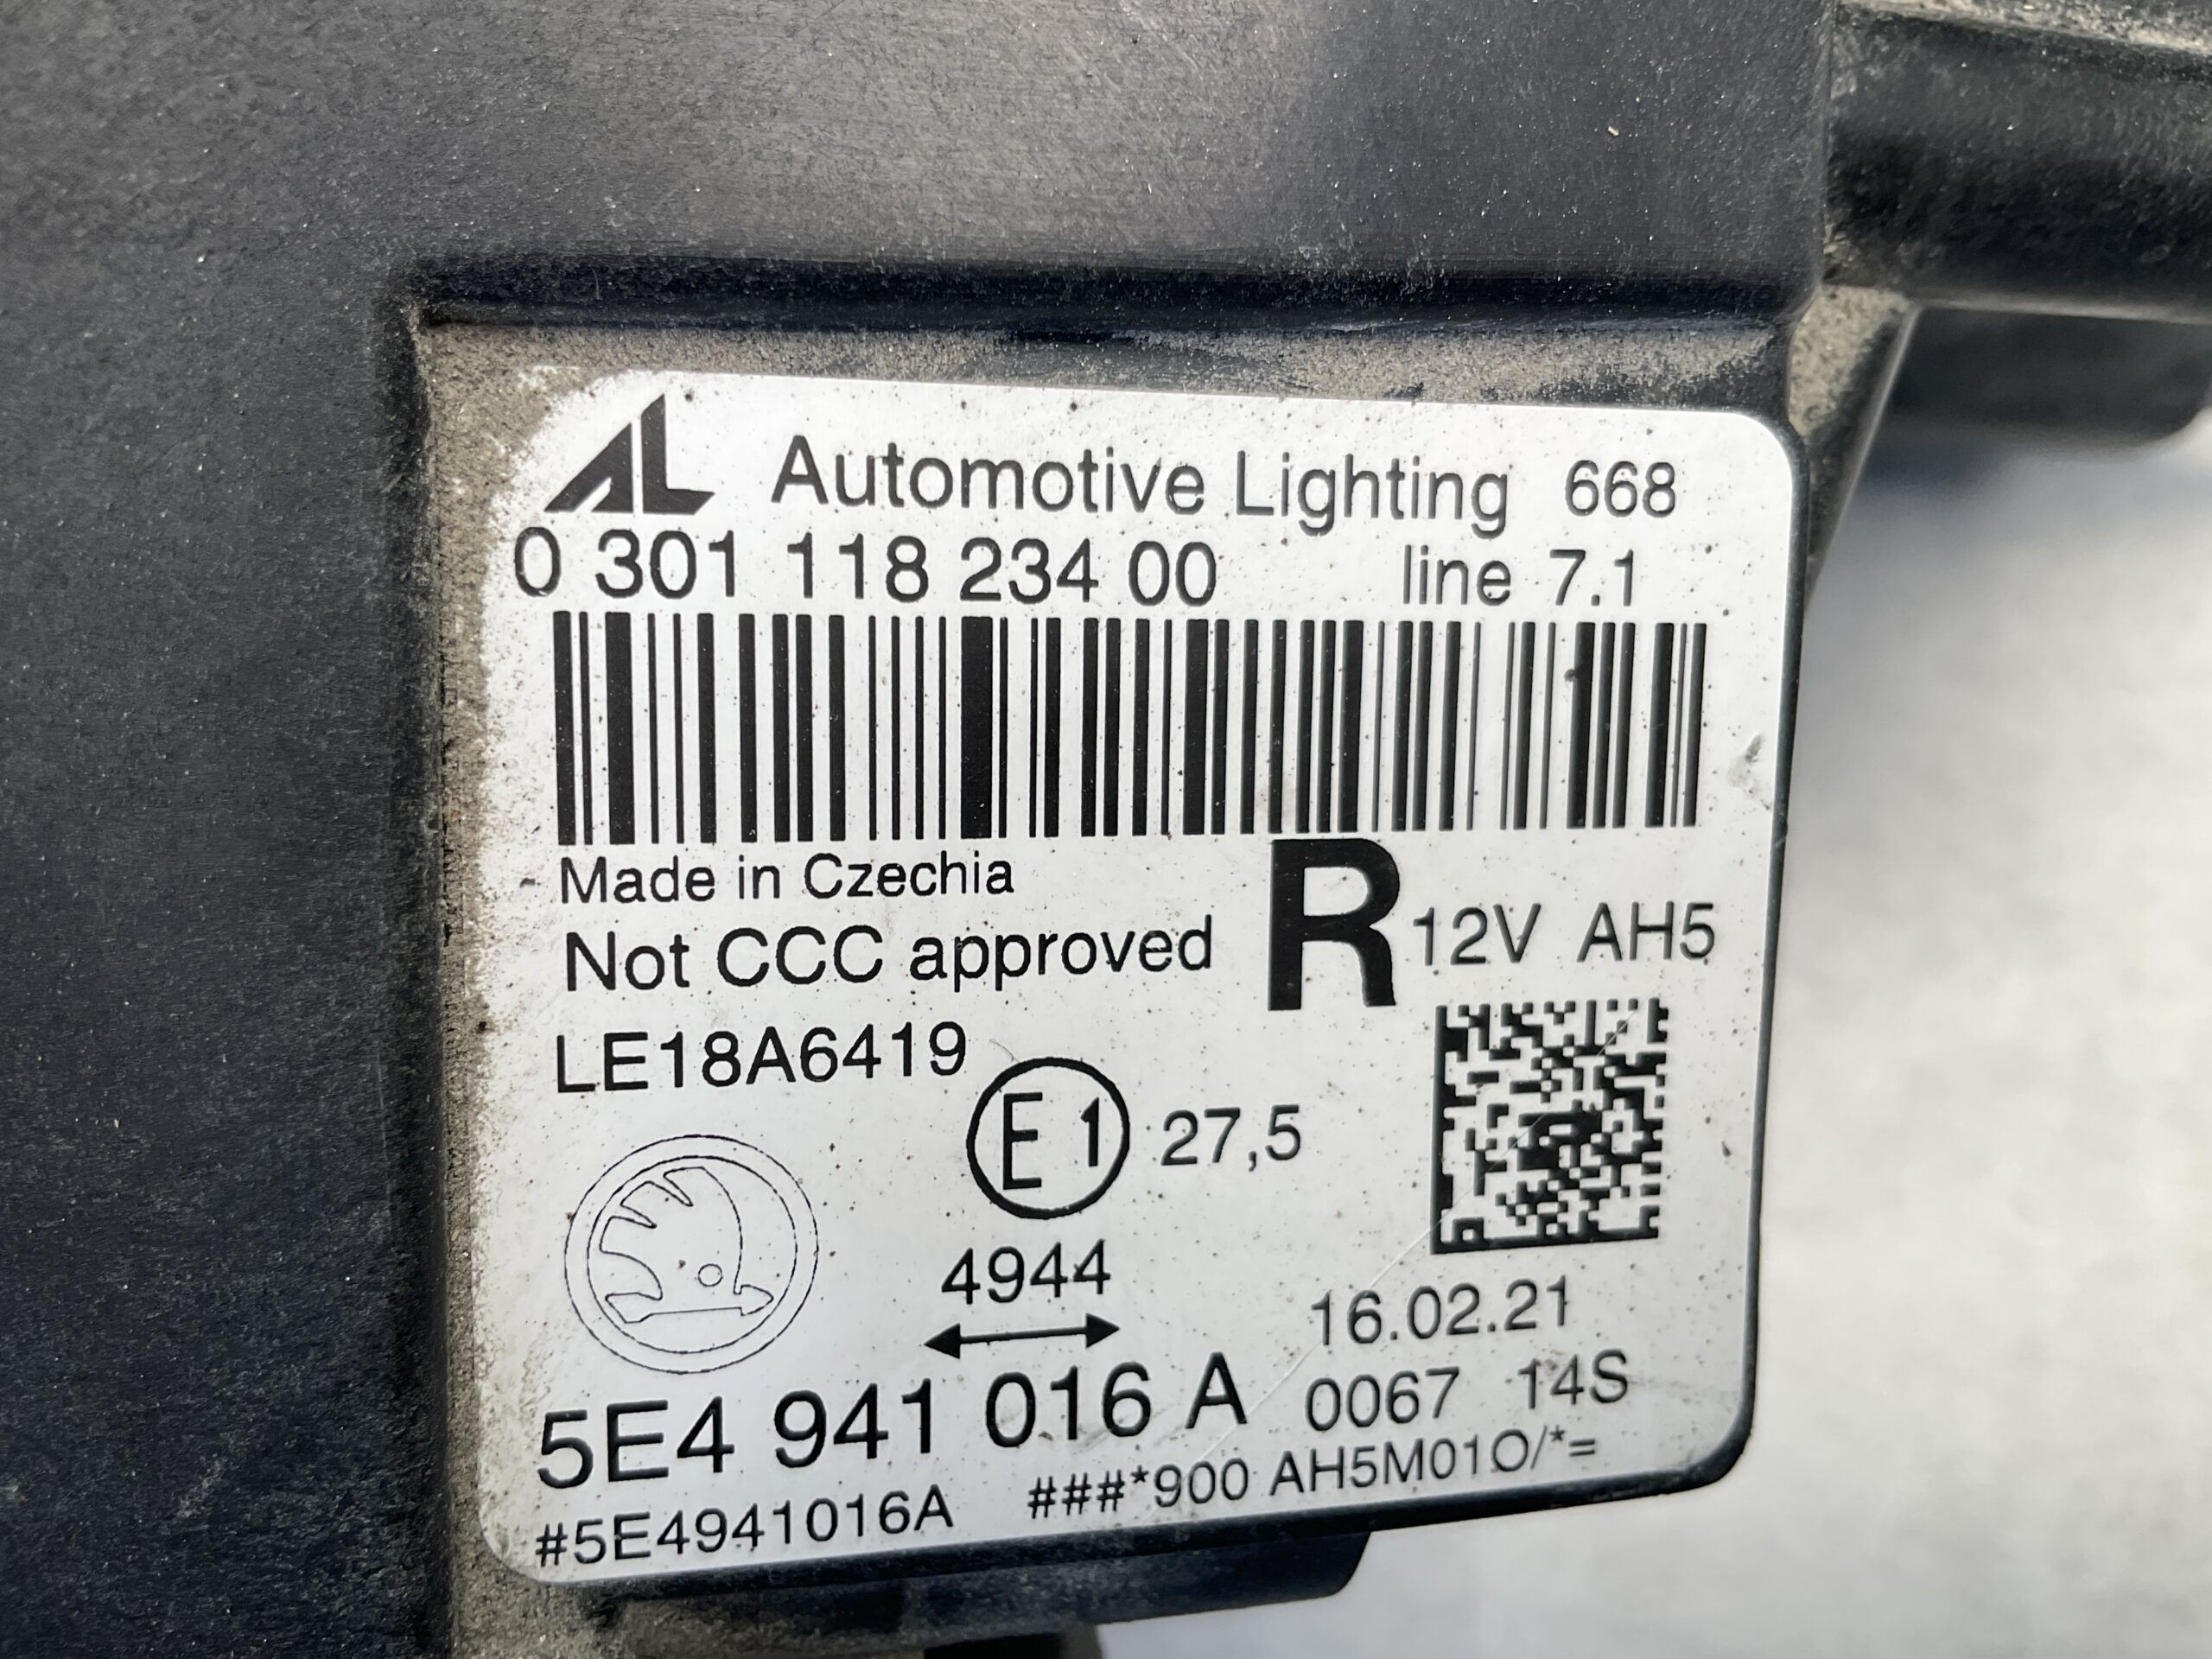 AL Automotive Lighting 668
0 301 118 234 00 line 7.1
Made in Czechia
Not CCC approved R 12V AH5
LE18A6419
E1 27,5
4944
16.02.21
5E4 941 016 A 0067 14S
#5E4941016A ###*900 AH5M01O/*=